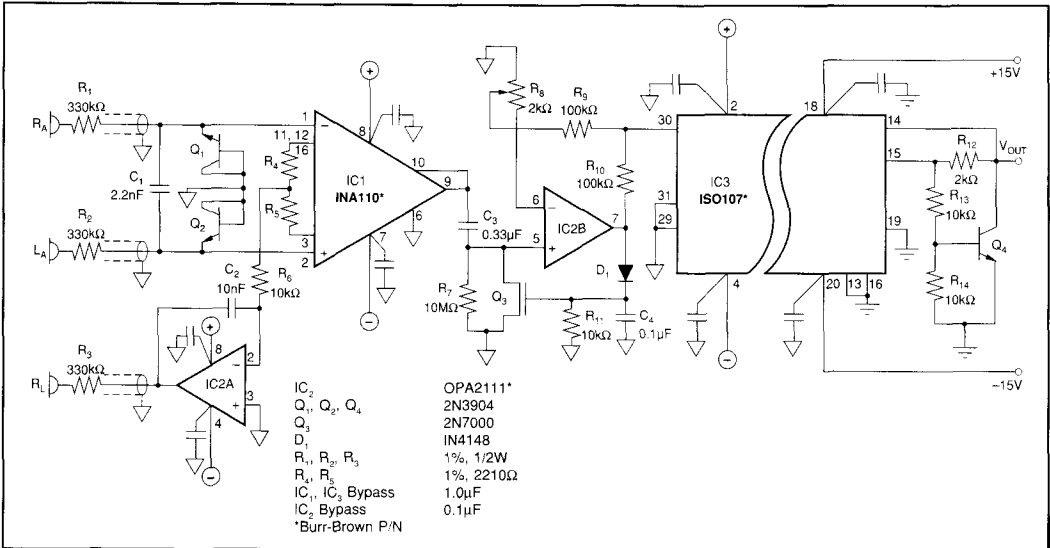 R1
330kΩ
RA
C1
2.2nF
R2
330kΩ
LA
Q1
Q2
C2
10nF
R6
10kΩ
R3
330kΩ
RL
8
2
3
4
IC2A
1
11, 12
16
R4
R5
3
2
8
IC1
INA110*
10
9
6
7
C3
0.33µF
R7
10MΩ
Q3
R8
2kΩ
R9
100kΩ
R10
100kΩ
6
5
7
IC2B
D1
R11
10kΩ
C4
0.1µF
30
31
29
2
4
IC3
ISO107*
18
14
15
19
20
13
16
R12
2kΩ
R13
10kΩ
R14
10kΩ
Q4
+15V
VOUT
–15V
IC2 OPA2111*
Q1, Q2, Q4 2N3904
Q3 2N7000
D1 IN4148
R1, R2, R3 1%, 1/2W
R4, R5 1%, 2210Ω
IC1, IC3 Bypass 1.0µF
IC2 Bypass 0.1µF
*Burr-Brown P/N